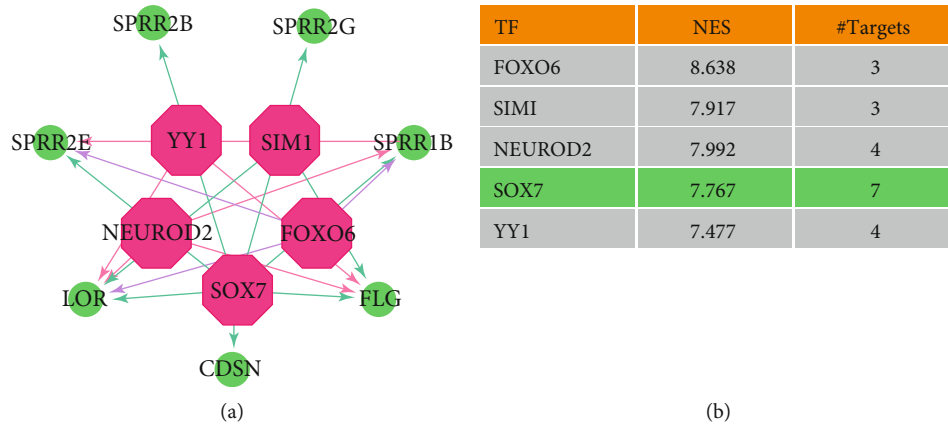 SPRR2B
SPRR2G
SPRR2E
YY1
SIM1
SPRR1B
NEUROD2
FOXO6
LOR
SOX7
FLG
CDSN
(a)
TF NES #Targets
FOXO6 8.638 3
SIMI 7.917 3
NEUROD2 7.992 4
SOX7 7.767 7
YY1 7.477 4
(b)